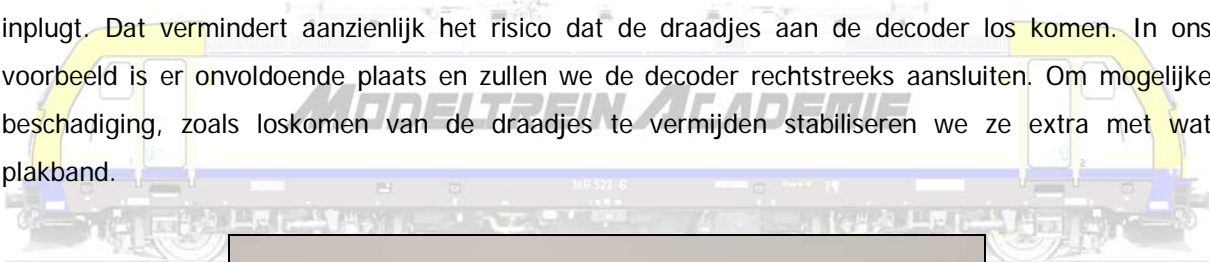 inplugt. Dat vermindert aanzienlijk het risico dat de draadjes aan de decoder los komen. In ons
voorbeeld is er onvoldoende plaats en zullen we de decoder rechtstreeks aansluiten. Om mogelijke
MODELTREIN ACADEMIE
beschadiging, zoals loskomen van de draadjes te vermijden stabiliseren we ze extra met wat
plakband.